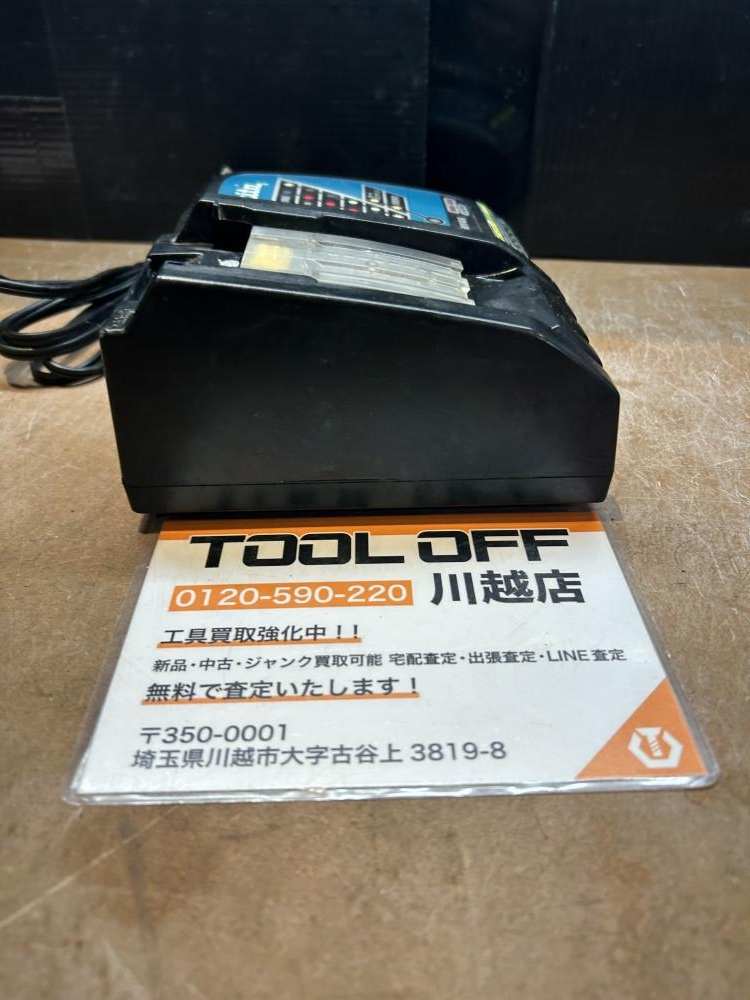 TOOL OFF
0120-590-220 川越店
工具買取強化中！！
新品・中古・ジャンク買取可能 宅配査定・出張査定・LINE査定
無料で査定いたします！
〒350-0001
埼玉県川越市大字古谷上 3819-8